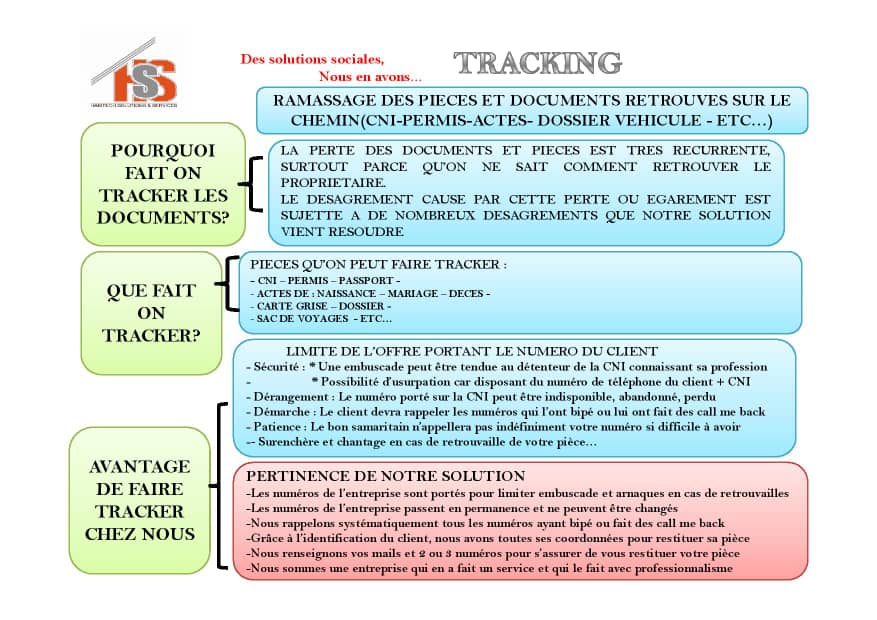 HSS
Des solutions sociales,
Nous en avons...
TRACKING
RAMASSAGE DES PIECES ET DOCUMENTS RETROUVES SUR LE
CHEMIN(CNI-PERMIS-ACTES- DOSSIER VEHICULE - ETC...)
POURQUOI
FAIT ON
TRACKER LES
DOCUMENTS?
LA PERTE DES DOCUMENTS ET PIECES EST TRES RECURRENTE,
SURTOUT PARCE QU'ON NE SAIT COMMENT RETROUVER LE
PROPRIETAIRE.
LE DESAGREMENT CAUSE PAR CETTE PERTE OU EGAREMENT EST
SUJETTE A DE NOMBREUX DESAGREMENTS QUE NOTRE SOLUTION
VIENT RESOUDRE
QUE FAIT
ON
TRACKER?
PIECES QU'ON PEUT FAIRE TRACKER :
- CNI – PERMIS – PASSPORT -
- ACTES DE : NAISSANCE – MARIAGE – DECES -
- CARTE GRISE – DOSSIER -
- SAC DE VOYAGES - ETC...
LIMITE DE L'OFFRE PORTANT LE NUMERO DU CLIENT
- Sécurité : * Une embuscade peut être tendue au détenteur de la CNI connaissant sa profession
- * Possibilité d'usurpation car disposant du numéro de téléphone du client + CNI
- Dérangement : Le numéro porté sur la CNI peut être indisponible, abandonné, perdu
- Démarche : Le client devra rappeler les numéros qui l'ont bipé ou lui ont fait des call me back
- Patience : Le bon samaritain n'appellera pas indéfiniment votre numéro si difficile à avoir
-- Surenchère et chantage en cas de retrouvaille de votre pièce...
AVANTAGE
DE FAIRE
TRACKER
CHEZ NOUS
PERTINENCE DE NOTRE SOLUTION
-Les numéros de l'entreprise sont portés pour limiter embuscade et arnaques en cas de retrouvailles
-Les numéros de l'entreprise passent en permanence et ne peuvent être changés
-Nous rappelons systématiquement tous les numéros ayant bipé ou fait des call me back
-Grâce à l'identification du client, nous avons toutes ses coordonnées pour restituer sa pièce
-Nous renseignons vos mails et 2 ou 3 numéros pour s'assurer de vous restituer votre pièce
-Nous sommes une entreprise qui en a fait un service et qui le fait avec professionnalisme